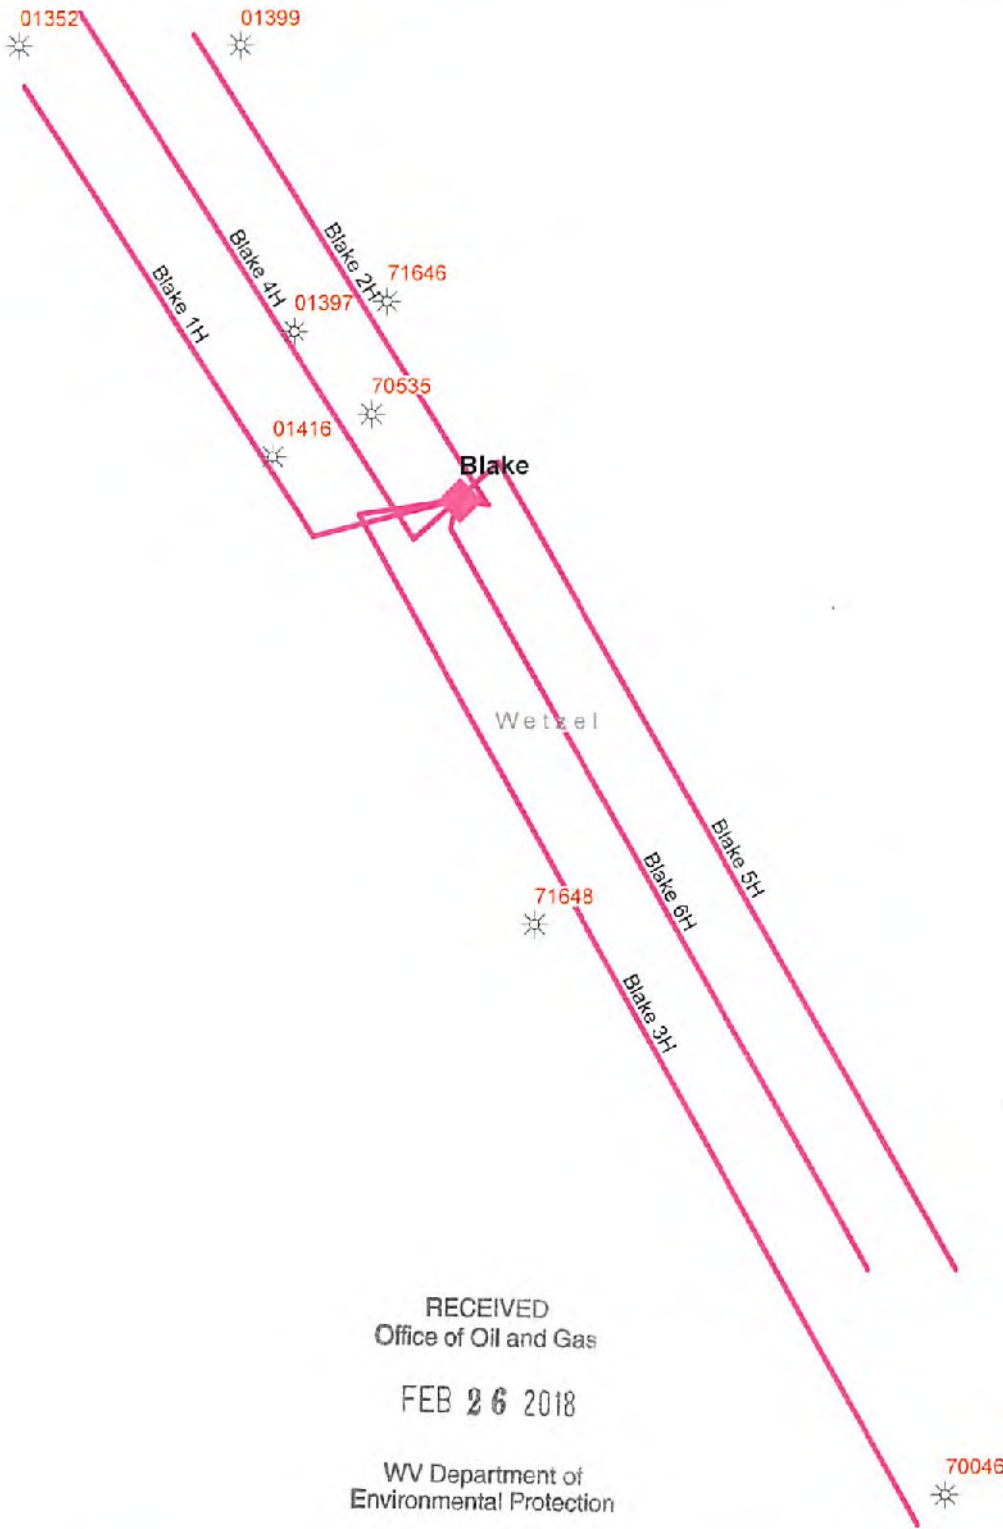 01352
01399
Blake 2H
71646
Blake 4H
01397
Blake 1H
70535
01416
Blake
Wetzel
Blake 5H
Blake 6H
71648
Blake 3H
RECEIVED
Office of Oil and Gas
FEB 26 2018
WV Department of
Environmental Protection
70046